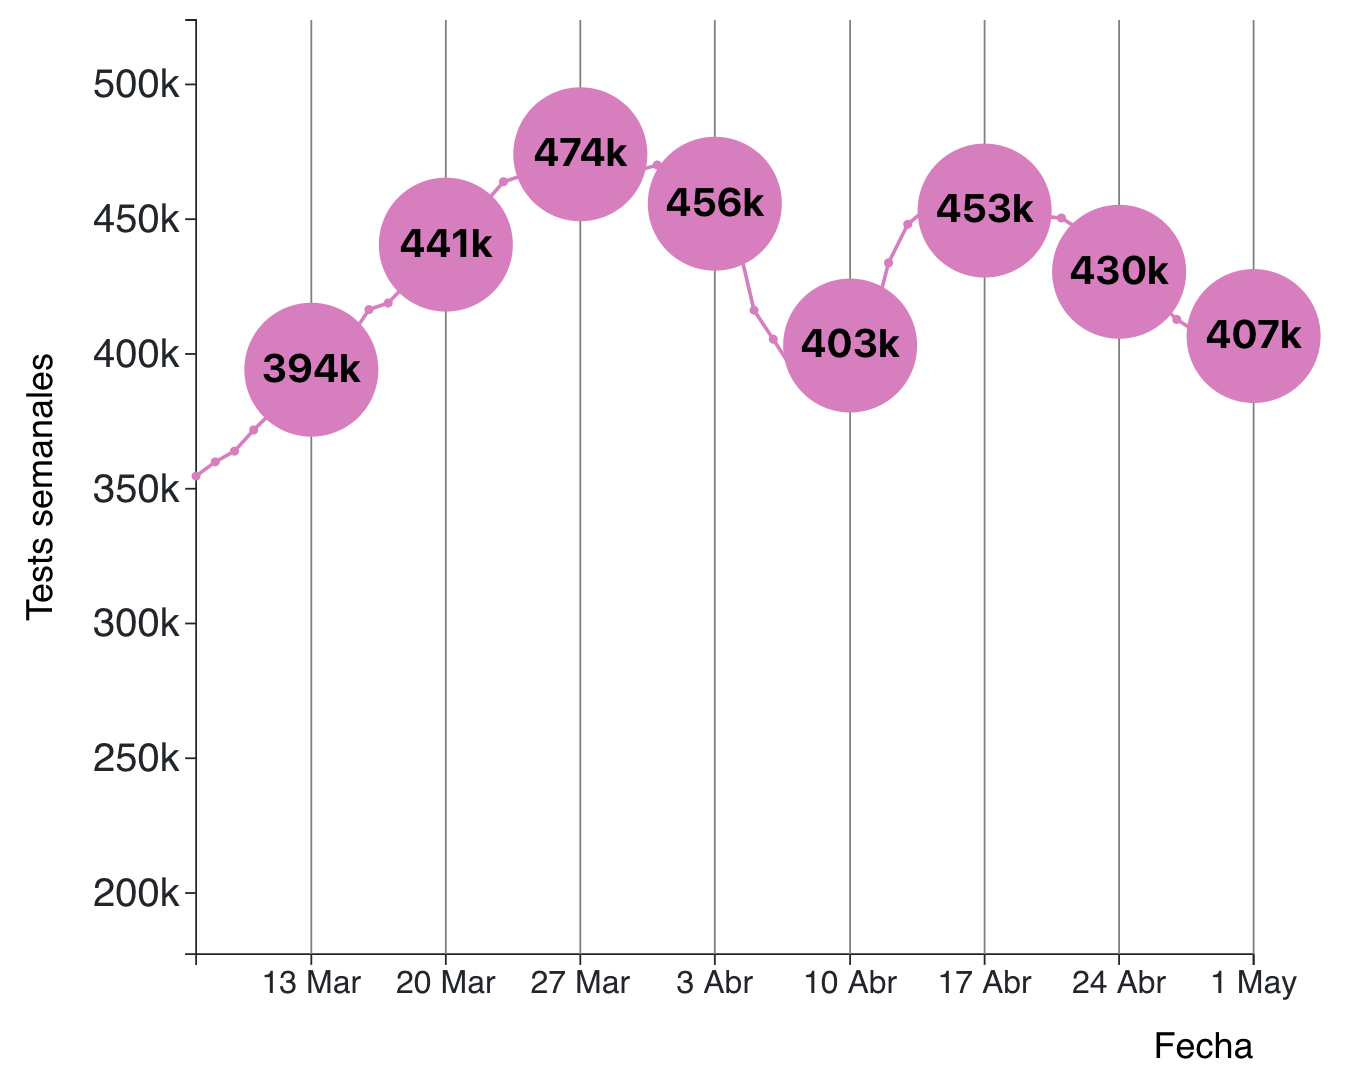 500k
450k
400k
350k
300k
250k
200k
Tests semanales
394k
441k
474k
456k
403k
453k
430k
407k
13 Mar
20 Mar
27 Mar
3 Abr
10 Abr
17 Abr
24 Abr
1 May
Fecha